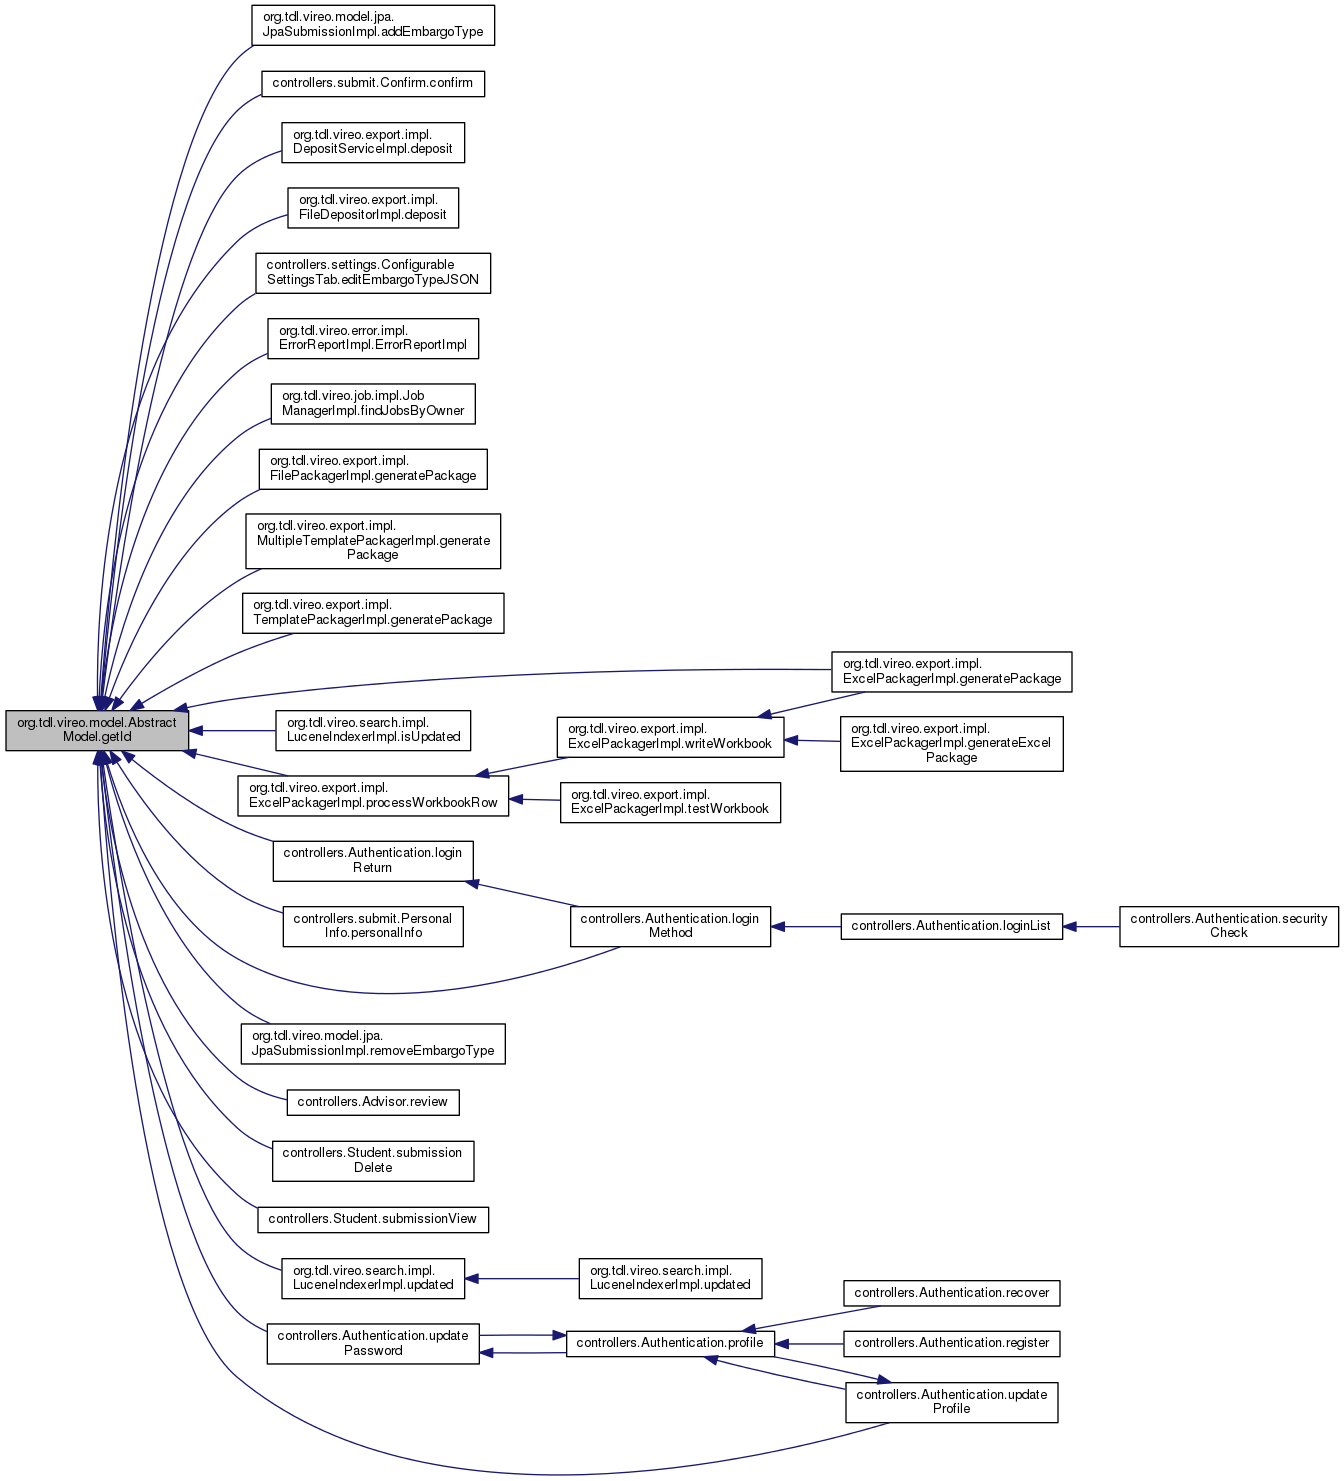 org.tdl.vireo.model.jpa.
JpaSubmissionImpl.addEmbargoType
controllers.submit.Confirm.confirm
org.tdl.vireo.export.impl.
DepositServiceImpl.deposit
org.tdl.vireo.export.impl.
FileDepositorImpl.deposit
controllers.settings.Configurable
SettingsTab.editEmbargoTypeJSON
org.tdl.vireo.error.impl.
ErrorReportImpl.ErrorReportImpl
org.tdl.vireo.job.impl.Job
ManagerImpl.findJobsByOwner
org.tdl.vireo.export.impl.
FilePackagerImpl.generatePackage
org.tdl.vireo.export.impl.
MultipleTemplatePackagerImpl.generate
Package
org.tdl.vireo.export.impl.
TemplatePackagerImpl.generatePackage
org.tdl.vireo.export.impl.
ExcelPackagerImpl.generatePackage
org.tdl.vireo.model.Abstract
Model.getId
org.tdl.vireo.search.impl.
LuceneIndexerImpl.isUpdated
org.tdl.vireo.export.impl.
ExcelPackagerImpl.writeWorkbook
org.tdl.vireo.export.impl.
ExcelPackagerImpl.generateExcel
Package
org.tdl.vireo.export.impl.
ExcelPackagerImpl.processWorkbookRow
org.tdl.vireo.export.impl.
ExcelPackagerImpl.testWorkbook
controllers.Authentication.login
Return
controllers.submit.Personal
Info.personalInfo
controllers.Authentication.login
Method
controllers.Authentication.loginList
controllers.Authentication.security
Check
org.tdl.vireo.model.jpa.
JpaSubmissionImpl.removeEmbargoType
controllers.Advisor.review
controllers.Student.submission
Delete
controllers.Student.submissionView
org.tdl.vireo.search.impl.
LuceneIndexerImpl.updated
org.tdl.vireo.search.impl.
LuceneIndexerImpl.updated
controllers.Authentication.recover
controllers.Authentication.update
Password
controllers.Authentication.profile
controllers.Authentication.register
controllers.Authentication.update
Profile